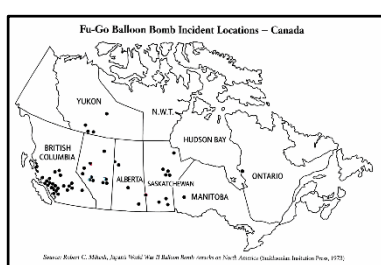 Fu-Go Balloon Bomb Incident Locations – Canada
YUKON
N.W.T.
HUDSON BAY
BRITISH
COLUMBIA
ALBERTA
SASKATCHEWAN
ONTARIO
MANITOBA
Source: Robert C. Mikesh, Japan's World War II Balloon Bomb Attacks on North America (Smithsonian Institution Press, 1973)